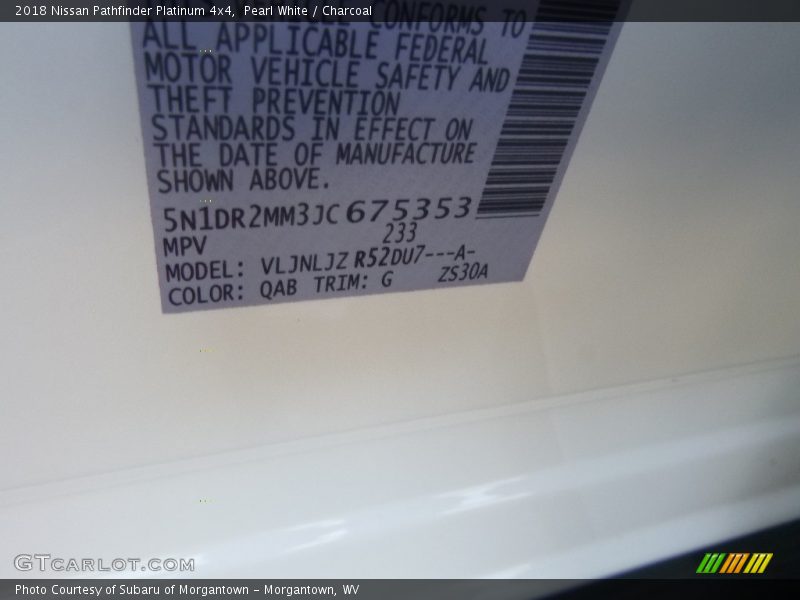 2018 Nissan Pathfinder Platinum 4x4, Pearl White / Charcoal
CONFORMS TO
ALL APPLICABLE FEDERAL
MOTOR VEHICLE SAFETY AND
THEFT PREVENTION
STANDARDS IN EFFECT ON
THE DATE OF MANUFACTURE
SHOWN ABOVE.
5N1DR2MM3JC675353
MPV 233
MODEL: VLJNLJZ R52DU7---A-
COLOR: QAB TRIM: G ZS30A
GTcarlot.com
Photo Courtesy of Subaru of Morgantown - Morgantown, WV